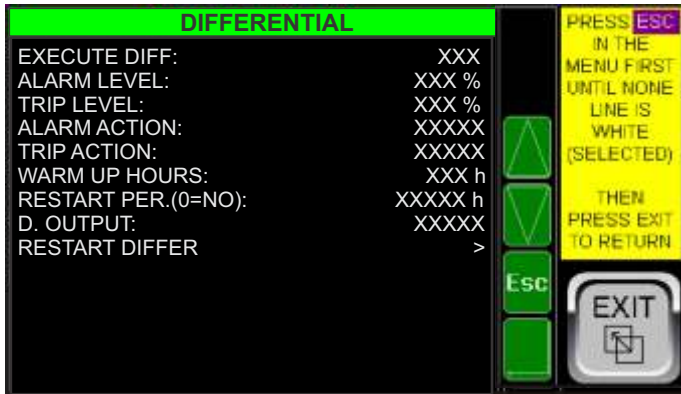 DIFFERENTIAL
EXECUTE DIFF: XXX
ALARM LEVEL: XXX %
TRIP LEVEL: XXX %
ALARM ACTION: XXXXX
TRIP ACTION: XXXXX
WARM UP HOURS: XXX h
RESTART PER.(0=NO): XXXXX h
D. OUTPUT: XXXXX
RESTART DIFFER >
Esc
PRESS ESC
IN THE
MENU FIRST
UNTIL NONE
LINE IS
WHITE
(SELECTED)
THEN
PRESS EXIT
TO RETURN
EXIT